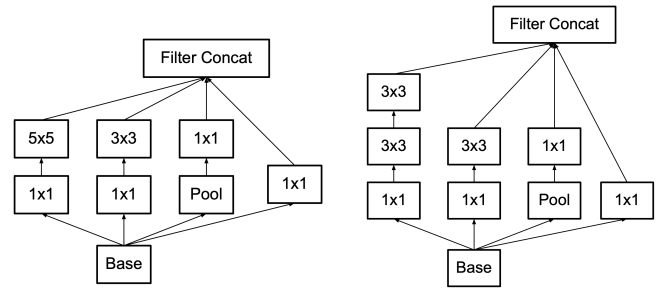 Filter Concat
5x5
3x3
1x1
1x1
1x1
1x1
Pool
Base
Filter Concat
3x3
3x3
3x3
1x1
1x1
1x1
Pool
1x1
Base